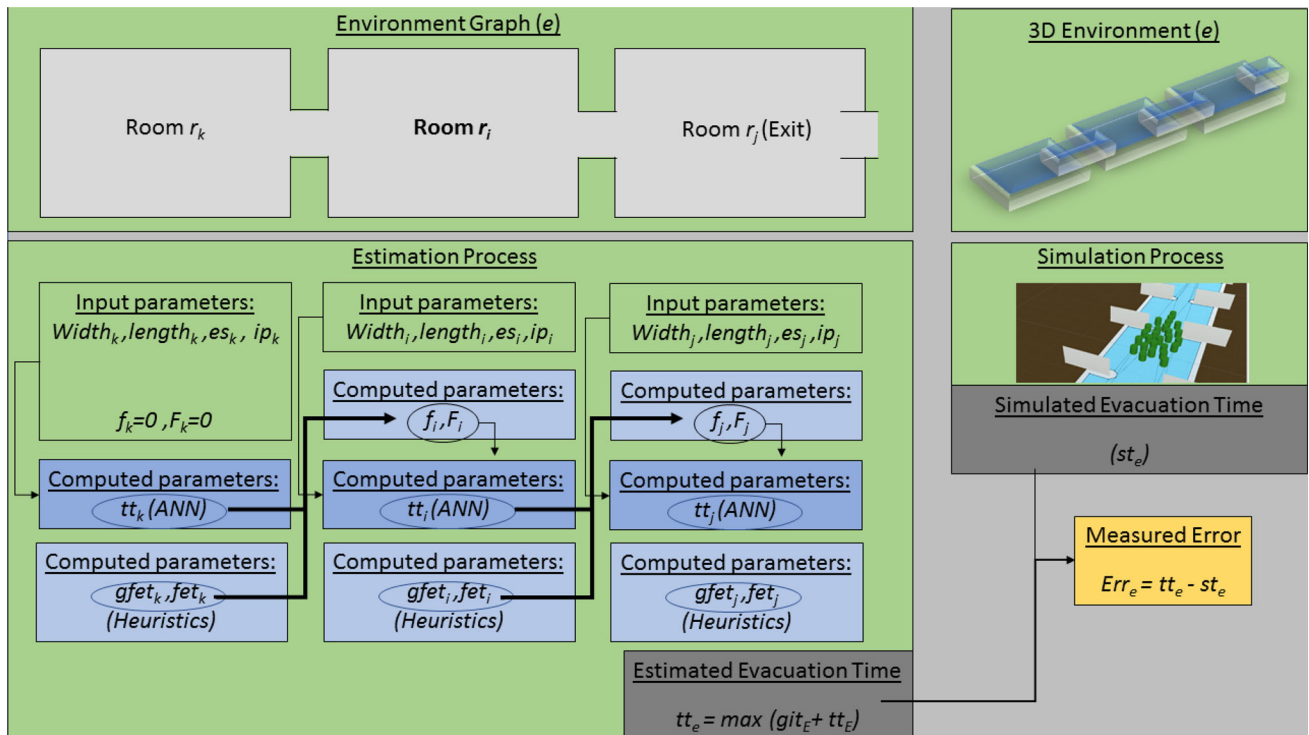 Environment Graph (e)
Room rₖ
Room rᵢ
Room rⱼ (Exit)
3D Environment (e)
Estimation Process
Input parameters:
Widthₖ,lengthₖ,esₖ, ipₖ
fₖ=0 ,Fₖ=0
Input parameters:
Widthᵢ,lengthᵢ,esᵢ,ipᵢ
Input parameters:
Widthⱼ,lengthⱼ,esⱼ,ipⱼ
Computed parameters:
fᵢ,Fᵢ
Computed parameters:
fⱼ,Fⱼ
Computed parameters:
ttₖ (ANN)
Computed parameters:
ttᵢ (ANN)
Computed parameters:
ttⱼ (ANN)
Computed parameters:
gfetₖ,fetₖ
(Heuristics)
Computed parameters:
gfetᵢ,fetᵢ
(Heuristics)
Computed parameters:
gfetⱼ,fetⱼ
(Heuristics)
Estimated Evacuation Time
ttₑ = max (git_E + tt_E)
Simulation Process
Simulated Evacuation Time
(stₑ)
Measured Error
Errₑ = ttₑ - stₑ